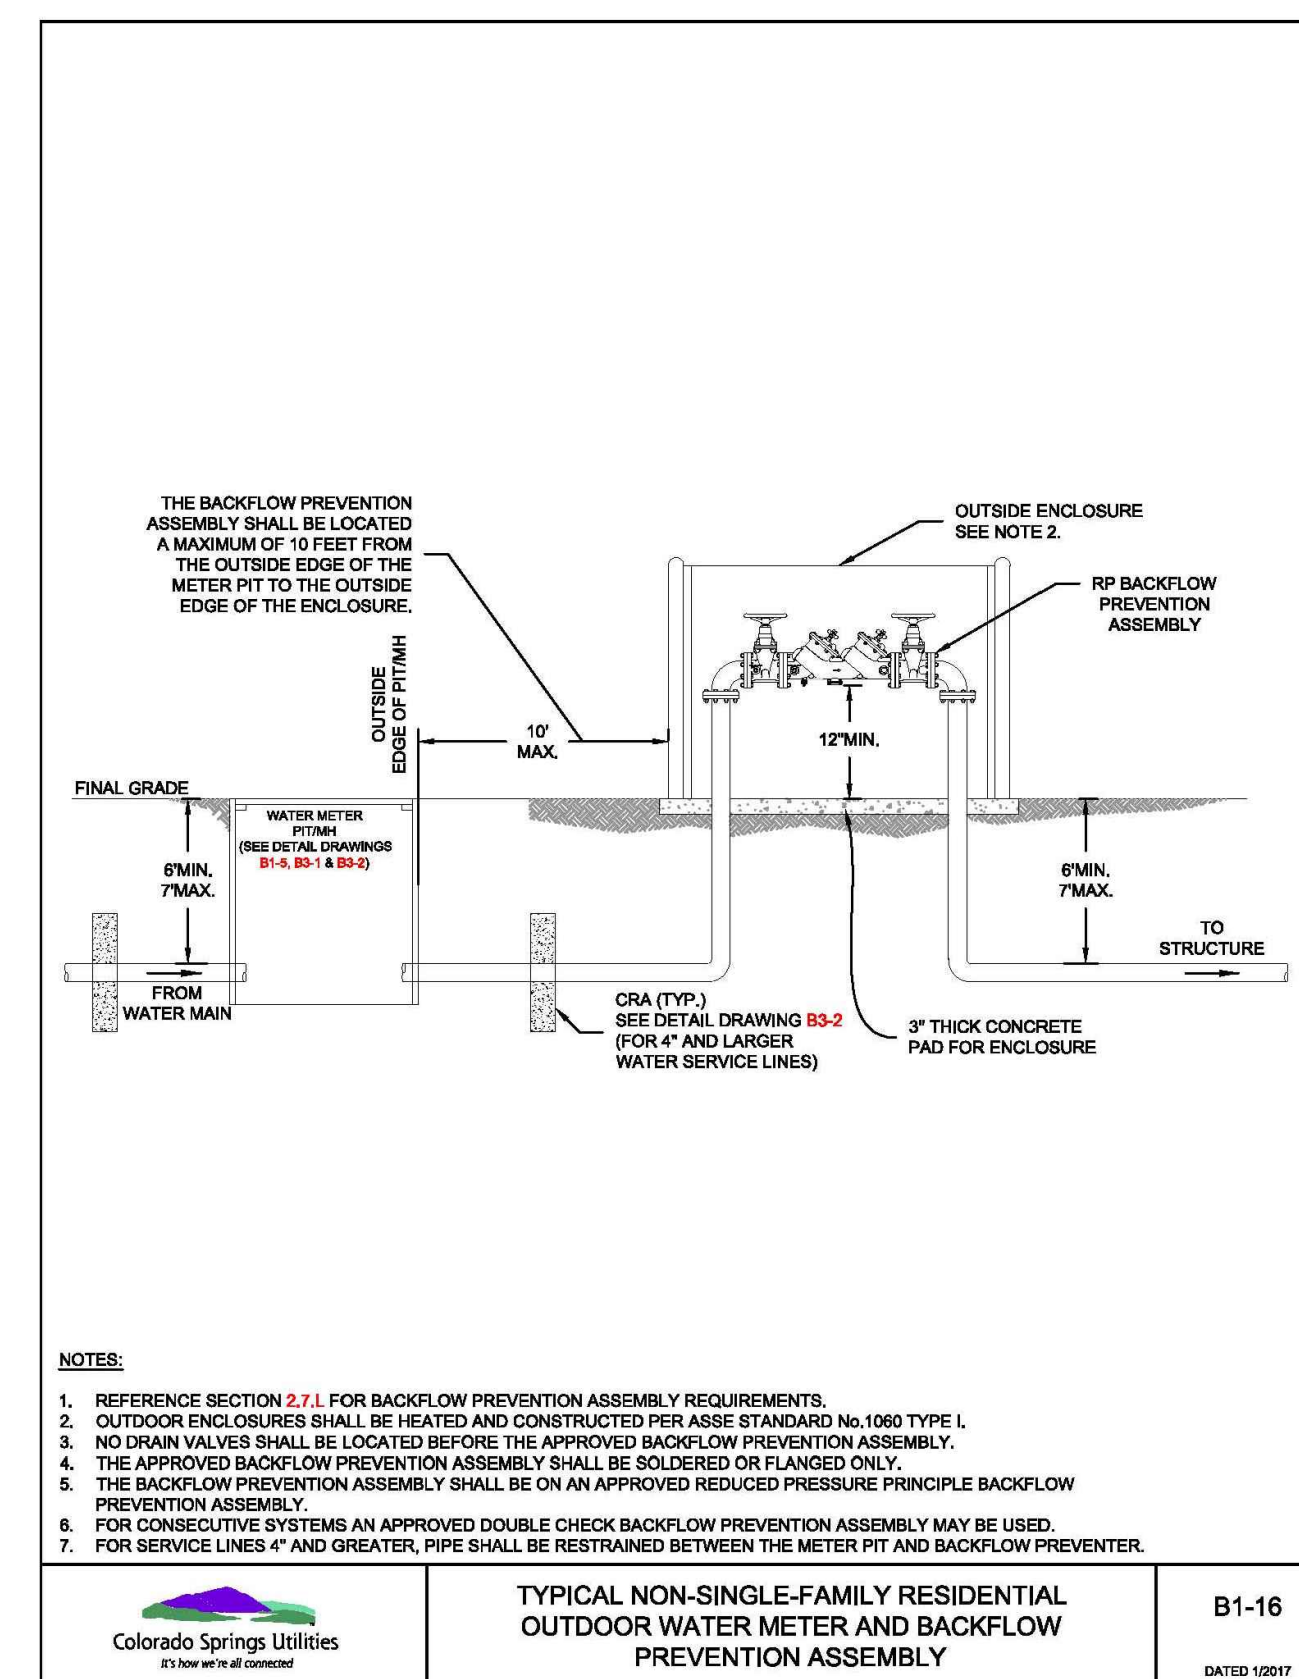 THE BACKFLOW PREVENTION
ASSEMBLY SHALL BE LOCATED
A MAXIMUM OF 10 FEET FROM
THE OUTSIDE EDGE OF THE
METER PIT TO THE OUTSIDE
EDGE OF THE ENCLOSURE.
OUTSIDE ENCLOSURE
SEE NOTE 2.
RP BACKFLOW
PREVENTION
ASSEMBLY
OUTSIDE
EDGE OF PIT/MH
10'
MAX.
12"MIN.
FINAL GRADE
WATER METER
PIT/MH
(SEE DETAIL DRAWINGS
B1-5, B3-1 & B3-2)
6'MIN.
7'MAX.
6'MIN.
7'MAX.
TO
STRUCTURE
FROM
WATER MAIN
CRA (TYP.)
SEE DETAIL DRAWING B3-2
(FOR 4" AND LARGER
WATER SERVICE LINES)
3" THICK CONCRETE
PAD FOR ENCLOSURE
NOTES:
1. REFERENCE SECTION 2.7.L FOR BACKFLOW PREVENTION ASSEMBLY REQUIREMENTS.
2. OUTDOOR ENCLOSURES SHALL BE HEATED AND CONSTRUCTED PER ASSE STANDARD No.1060 TYPE I.
3. NO DRAIN VALVES SHALL BE LOCATED BEFORE THE APPROVED BACKFLOW PREVENTION ASSEMBLY.
4. THE APPROVED BACKFLOW PREVENTION ASSEMBLY SHALL BE SOLDERED OR FLANGED ONLY.
5. THE BACKFLOW PREVENTION ASSEMBLY SHALL BE ON AN APPROVED REDUCED PRESSURE PRINCIPLE BACKFLOW
PREVENTION ASSEMBLY.
6. FOR CONSECUTIVE SYSTEMS AN APPROVED DOUBLE CHECK BACKFLOW PREVENTION ASSEMBLY MAY BE USED.
7. FOR SERVICE LINES 4" AND GREATER, PIPE SHALL BE RESTRAINED BETWEEN THE METER PIT AND BACKFLOW PREVENTER.
Colorado Springs Utilities
It's how we're all connected
TYPICAL NON-SINGLE-FAMILY RESIDENTIAL
OUTDOOR WATER METER AND BACKFLOW
PREVENTION ASSEMBLY
B1-16
DATED 1/2017